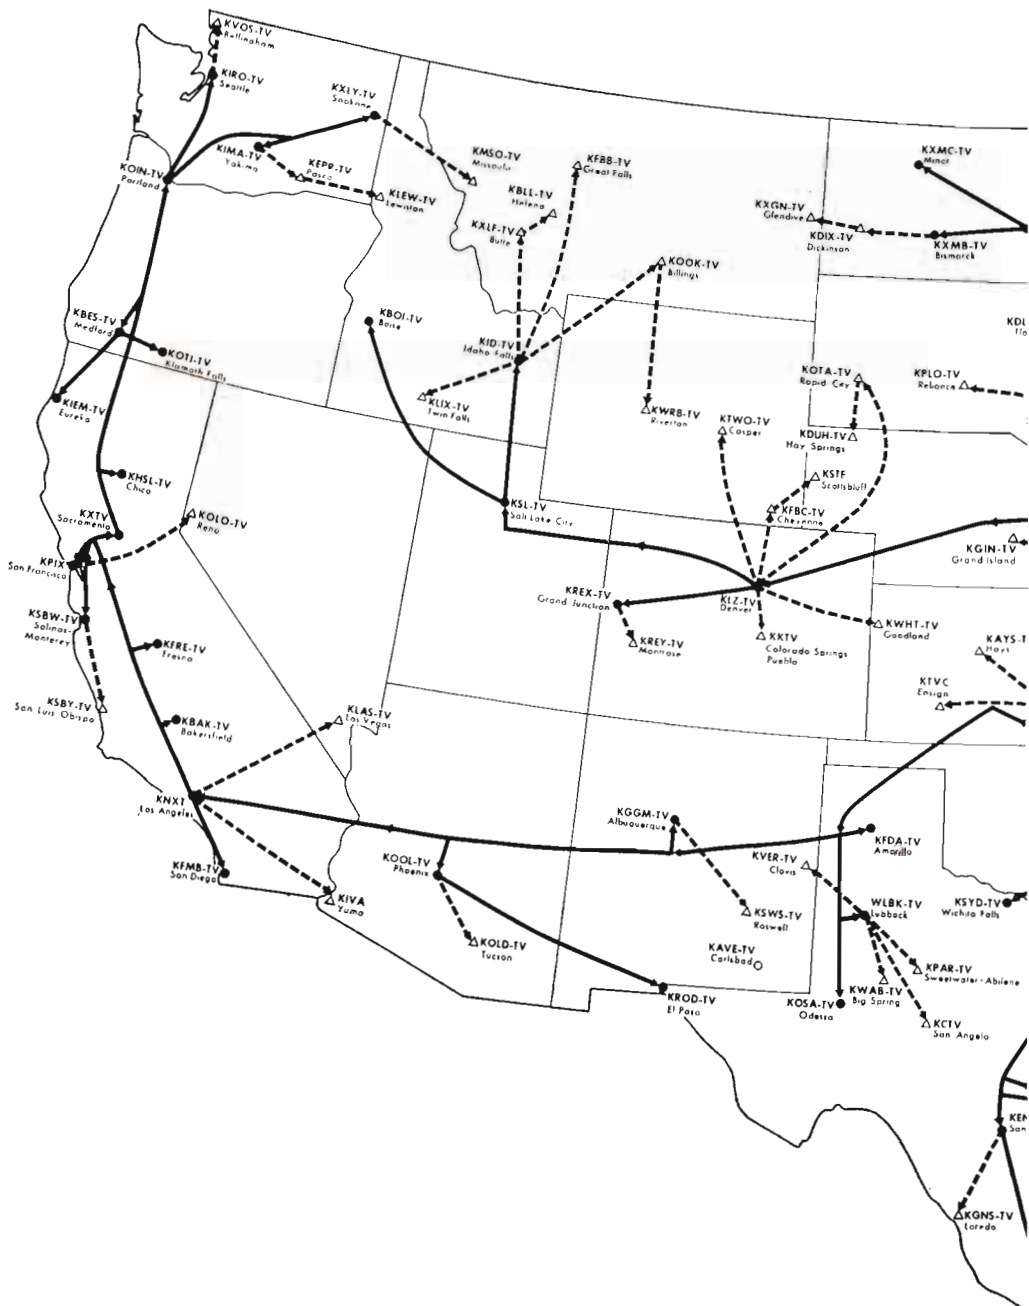 KVOS-TV
Bellingham
KIRO-TV
Seattle
KXLY-TV
Spokane
KIMA-TV
Yakima
KEPR-TV
Pasco
KOIN-TV
Portland
KLEW-TV
Lewiston
KMSO-TV
Missoula
KFBB-TV
Great Falls
KBLL-TV
Helena
KXLF-TV
Butte
KXMC-TV
Minot
KXGN-TV
Glendive
KDIX-TV
Dickinson
KXMB-TV
Bismarck
KOOK-TV
Billings
KBES-TV
Medford
KOTI-TV
Klamath Falls
KBOI-TV
Boise
KID-TV
Idaho Falls
KDL
Flo
KIEM-TV
Eureka
KLIX-TV
Twin Falls
KWRB-TV
Riverton
KTWO-TV
Casper
KOTA-TV
Rapid City
KDUH-TV
Hay Springs
KPLO-TV
Reliance
KHSL-TV
Chico
KSTF
Scottsbluff
KXTV
Sacramento
KOLO-TV
Reno
KSL-TV
Salt Lake City
KFBC-TV
Cheyenne
KPIX
San Francisco
KGIN-TV
Grand Island
KREX-TV
Grand Junction
KLZ-TV
Denver
KSBW-TV
Salinas-
Monterey
KFRE-TV
Fresno
KREY-TV
Montrose
KKTV
Colorado Springs
Pueblo
KWHT-TV
Goodland
KAYS-T
Hays
KTVC
Ensign
KSBY-TV
San Luis Obispo
KBAK-TV
Bakersfield
KLAS-TV
Las Vegas
KNXT
Los Angeles
KGGM-TV
Albuquerque
KFDA-TV
Amarillo
KOOL-TV
Phoenix
KVER-TV
Clovis
KFMB-TV
San Diego
KIVA
Yuma
KSWS-TV
Roswell
WLBK-TV
Lubbock
KSYD-TV
Wichita Falls
KOLD-TV
Tucson
KAVE-TV
Carlsbad
KPAR-TV
Sweetwater-Abilene
KWAB-TV
Big Spring
KROD-TV
El Paso
KOSA-TV
Odessa
KCTV
San Angelo
KEN
San
KGNS-TV
Laredo